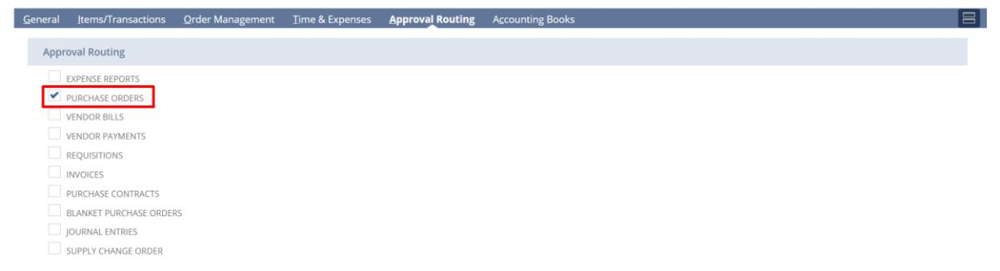 General Items/Transactions Order Management Time & Expenses Approval Routing Accounting Books
Approval Routing
EXPENSE REPORTS
PURCHASE ORDERS
VENDOR BILLS
VENDOR PAYMENTS
REQUISITIONS
INVOICES
PURCHASE CONTRACTS
BLANKET PURCHASE ORDERS
JOURNAL ENTRIES
SUPPLY CHANGE ORDER